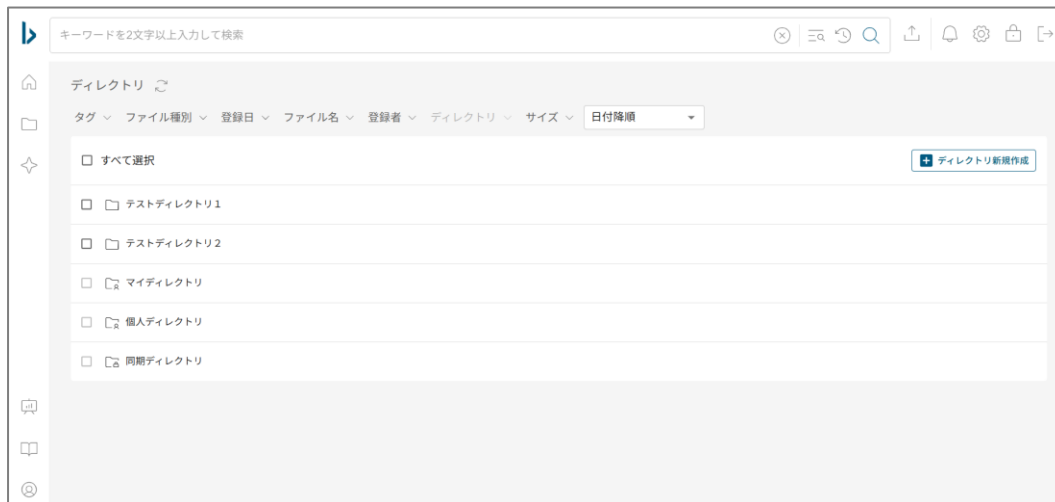 キーワードを2文字以上入力して検索
ディレクトリ
タグ ファイル種別 登録日 ファイル名 登録者 ディレクトリ サイズ 日付降順
すべて選択 ディレクトリ新規作成
テストディレクトリ1
テストディレクトリ2
マイディレクトリ
個人ディレクトリ
同期ディレクトリ